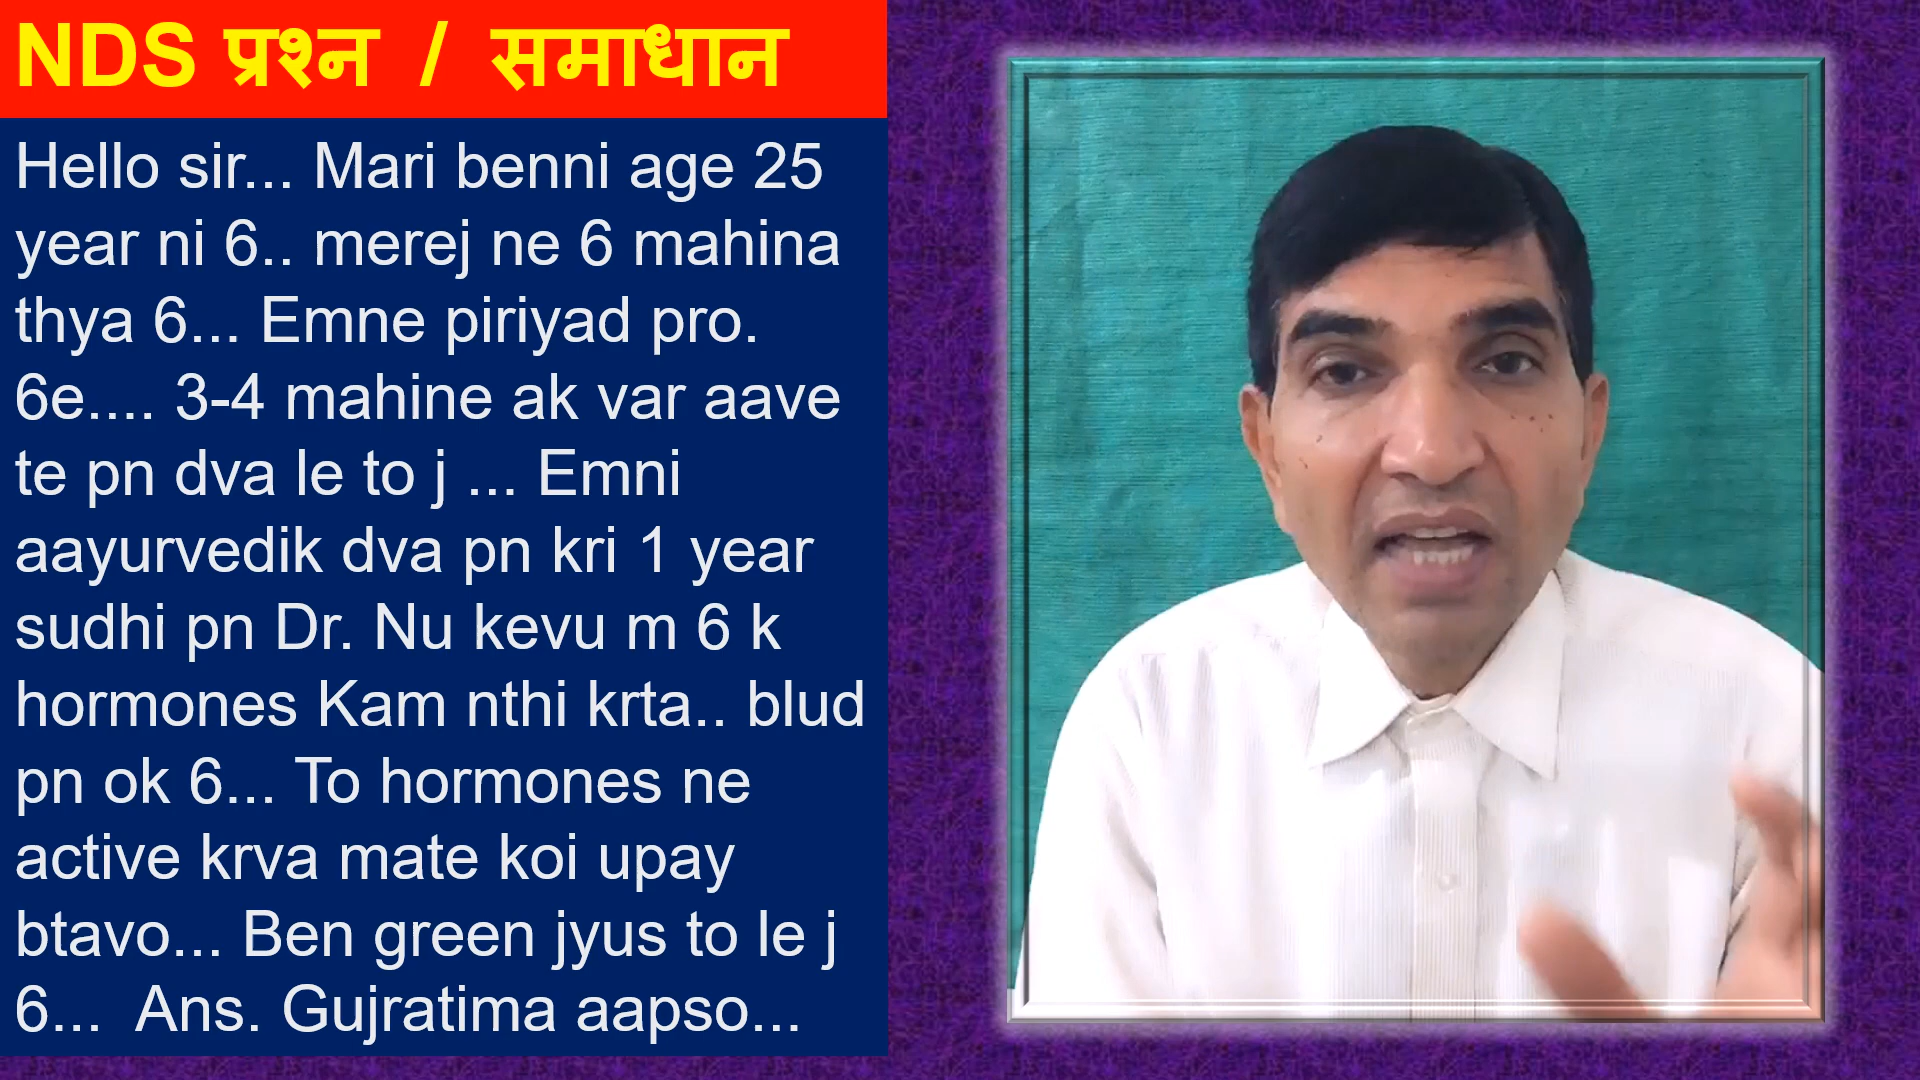 NDS प्रश्न / समाधान
Hello sir... Mari benni age 25
year ni 6.. merej ne 6 mahina
thya 6... Emne piriyad pro.
6e.... 3-4 mahine ak var aave
te pn dva le to j ... Emni
aayurvedik dva pn kri 1 year
sudhi pn Dr. Nu kevu m 6 k
hormones Kam nthi krta.. blud
pn ok 6... To hormones ne
active krva mate koi upay
btavo... Ben green jyus to le j
6... Ans. Gujratima aapso...